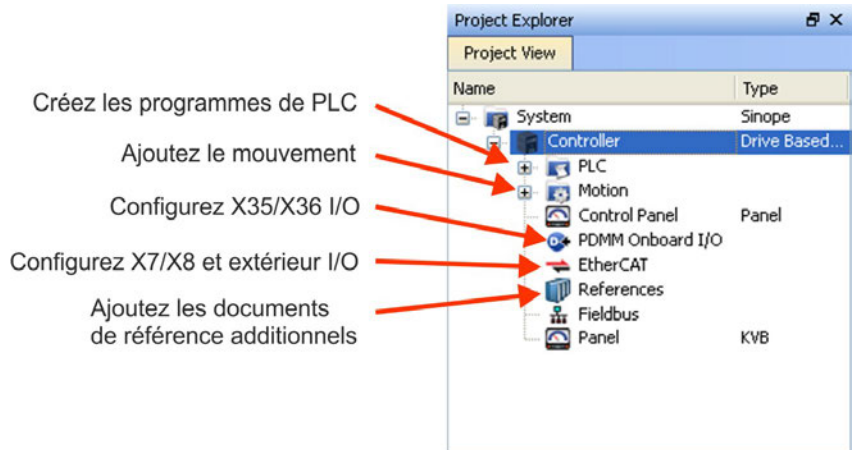 Project Explorer
Project View
Name Type
System Sinope
Créez les programmes de PLC
Controller Drive Based...
PLC
Ajoutez le mouvement
Motion
Configurez X35/X36 I/O
Control Panel Panel
PDMM Onboard I/O
Configurez X7/X8 et extérieur I/O
EtherCAT
Ajoutez les documents
de référence additionnels
References
Fieldbus
Panel KVB